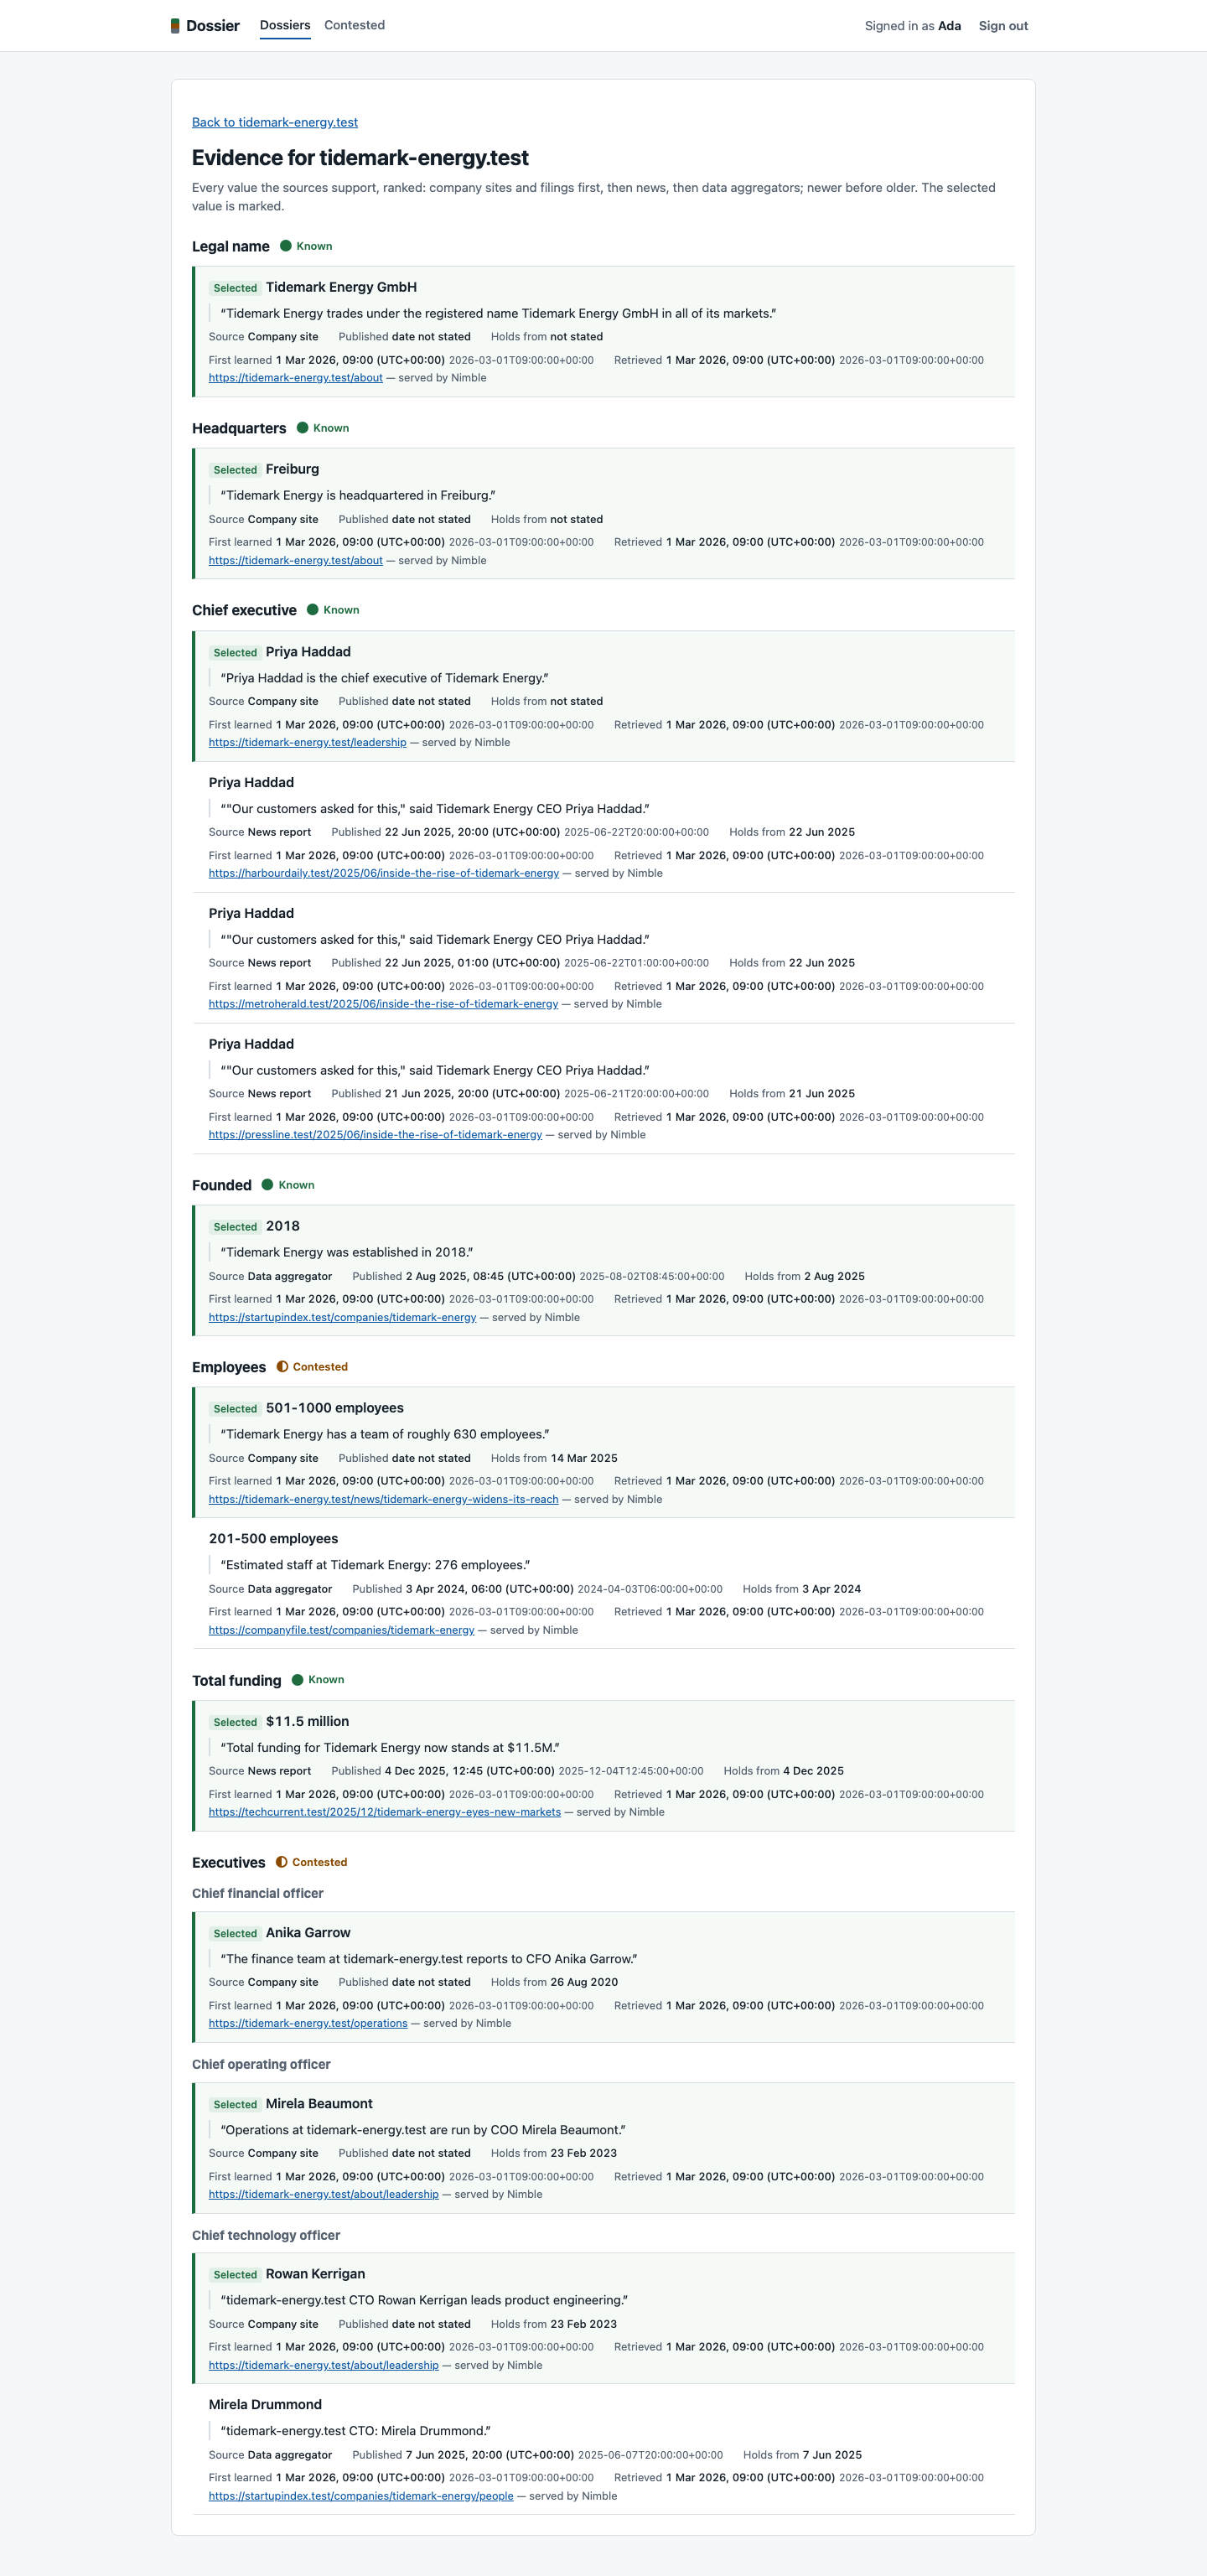 Dossier Dossiers Contested Signed in as Ada Sign out
Back to tidemark-energy.test
Evidence for tidemark-energy.test
Every value the sources support, ranked: company sites and filings first, then news, then data aggregators; newer before older. The selected
value is marked.
Legal name Known
Selected Tidemark Energy GmbH
“Tidemark Energy trades under the registered name Tidemark Energy GmbH in all of its markets.”
Source Company site Published date not stated Holds from not stated
First learned 1 Mar 2026, 09:00 (UTC+00:00) 2026-03-01T09:00:00+00:00 Retrieved 1 Mar 2026, 09:00 (UTC+00:00) 2026-03-01T09:00:00+00:00
https://tidemark-energy.test/about — served by Nimble
Headquarters Known
Selected Freiburg
“Tidemark Energy is headquartered in Freiburg.”
Source Company site Published date not stated Holds from not stated
First learned 1 Mar 2026, 09:00 (UTC+00:00) 2026-03-01T09:00:00+00:00 Retrieved 1 Mar 2026, 09:00 (UTC+00:00) 2026-03-01T09:00:00+00:00
https://tidemark-energy.test/about — served by Nimble
Chief executive Known
Selected Priya Haddad
“Priya Haddad is the chief executive of Tidemark Energy.”
Source Company site Published date not stated Holds from not stated
First learned 1 Mar 2026, 09:00 (UTC+00:00) 2026-03-01T09:00:00+00:00 Retrieved 1 Mar 2026, 09:00 (UTC+00:00) 2026-03-01T09:00:00+00:00
https://tidemark-energy.test/leadership — served by Nimble
Priya Haddad
“"Our customers asked for this," said Tidemark Energy CEO Priya Haddad.”
Source News report Published 22 Jun 2025, 20:00 (UTC+00:00) 2025-06-22T20:00:00+00:00 Holds from 22 Jun 2025
First learned 1 Mar 2026, 09:00 (UTC+00:00) 2026-03-01T09:00:00+00:00 Retrieved 1 Mar 2026, 09:00 (UTC+00:00) 2026-03-01T09:00:00+00:00
https://harbourdaily.test/2025/06/inside-the-rise-of-tidemark-energy — served by Nimble
Priya Haddad
“"Our customers asked for this," said Tidemark Energy CEO Priya Haddad.”
Source News report Published 22 Jun 2025, 01:00 (UTC+00:00) 2025-06-22T01:00:00+00:00 Holds from 22 Jun 2025
First learned 1 Mar 2026, 09:00 (UTC+00:00) 2026-03-01T09:00:00+00:00 Retrieved 1 Mar 2026, 09:00 (UTC+00:00) 2026-03-01T09:00:00+00:00
https://metroherald.test/2025/06/inside-the-rise-of-tidemark-energy — served by Nimble
Priya Haddad
“"Our customers asked for this," said Tidemark Energy CEO Priya Haddad.”
Source News report Published 21 Jun 2025, 20:00 (UTC+00:00) 2025-06-21T20:00:00+00:00 Holds from 21 Jun 2025
First learned 1 Mar 2026, 09:00 (UTC+00:00) 2026-03-01T09:00:00+00:00 Retrieved 1 Mar 2026, 09:00 (UTC+00:00) 2026-03-01T09:00:00+00:00
https://pressline.test/2025/06/inside-the-rise-of-tidemark-energy — served by Nimble
Founded Known
Selected 2018
“Tidemark Energy was established in 2018.”
Source Data aggregator Published 2 Aug 2025, 08:45 (UTC+00:00) 2025-08-02T08:45:00+00:00 Holds from 2 Aug 2025
First learned 1 Mar 2026, 09:00 (UTC+00:00) 2026-03-01T09:00:00+00:00 Retrieved 1 Mar 2026, 09:00 (UTC+00:00) 2026-03-01T09:00:00+00:00
https://startupindex.test/companies/tidemark-energy — served by Nimble
Employees Contested
Selected 501-1000 employees
“Tidemark Energy has a team of roughly 630 employees.”
Source Company site Published date not stated Holds from 14 Mar 2025
First learned 1 Mar 2026, 09:00 (UTC+00:00) 2026-03-01T09:00:00+00:00 Retrieved 1 Mar 2026, 09:00 (UTC+00:00) 2026-03-01T09:00:00+00:00
https://tidemark-energy.test/news/tidemark-energy-widens-its-reach — served by Nimble
201-500 employees
“Estimated staff at Tidemark Energy: 276 employees.”
Source Data aggregator Published 3 Apr 2024, 06:00 (UTC+00:00) 2024-04-03T06:00:00+00:00 Holds from 3 Apr 2024
First learned 1 Mar 2026, 09:00 (UTC+00:00) 2026-03-01T09:00:00+00:00 Retrieved 1 Mar 2026, 09:00 (UTC+00:00) 2026-03-01T09:00:00+00:00
https://companyfile.test/companies/tidemark-energy — served by Nimble
Total funding Known
Selected $11.5 million
“Total funding for Tidemark Energy now stands at $11.5M.”
Source News report Published 4 Dec 2025, 12:45 (UTC+00:00) 2025-12-04T12:45:00+00:00 Holds from 4 Dec 2025
First learned 1 Mar 2026, 09:00 (UTC+00:00) 2026-03-01T09:00:00+00:00 Retrieved 1 Mar 2026, 09:00 (UTC+00:00) 2026-03-01T09:00:00+00:00
https://techcurrent.test/2025/12/tidemark-energy-eyes-new-markets — served by Nimble
Executives Contested
Chief financial officer
Selected Anika Garrow
“The finance team at tidemark-energy.test reports to CFO Anika Garrow.”
Source Company site Published date not stated Holds from 26 Aug 2020
First learned 1 Mar 2026, 09:00 (UTC+00:00) 2026-03-01T09:00:00+00:00 Retrieved 1 Mar 2026, 09:00 (UTC+00:00) 2026-03-01T09:00:00+00:00
https://tidemark-energy.test/operations — served by Nimble
Chief operating officer
Selected Mirela Beaumont
“Operations at tidemark-energy.test are run by COO Mirela Beaumont.”
Source Company site Published date not stated Holds from 23 Feb 2023
First learned 1 Mar 2026, 09:00 (UTC+00:00) 2026-03-01T09:00:00+00:00 Retrieved 1 Mar 2026, 09:00 (UTC+00:00) 2026-03-01T09:00:00+00:00
https://tidemark-energy.test/about/leadership — served by Nimble
Chief technology officer
Selected Rowan Kerrigan
“tidemark-energy.test CTO Rowan Kerrigan leads product engineering.”
Source Company site Published date not stated Holds from 23 Feb 2023
First learned 1 Mar 2026, 09:00 (UTC+00:00) 2026-03-01T09:00:00+00:00 Retrieved 1 Mar 2026, 09:00 (UTC+00:00) 2026-03-01T09:00:00+00:00
https://tidemark-energy.test/about/leadership — served by Nimble
Mirela Drummond
“tidemark-energy.test CTO: Mirela Drummond.”
Source Data aggregator Published 7 Jun 2025, 20:00 (UTC+00:00) 2025-06-07T20:00:00+00:00 Holds from 7 Jun 2025
First learned 1 Mar 2026, 09:00 (UTC+00:00) 2026-03-01T09:00:00+00:00 Retrieved 1 Mar 2026, 09:00 (UTC+00:00) 2026-03-01T09:00:00+00:00
https://startupindex.test/companies/tidemark-energy/people — served by Nimble